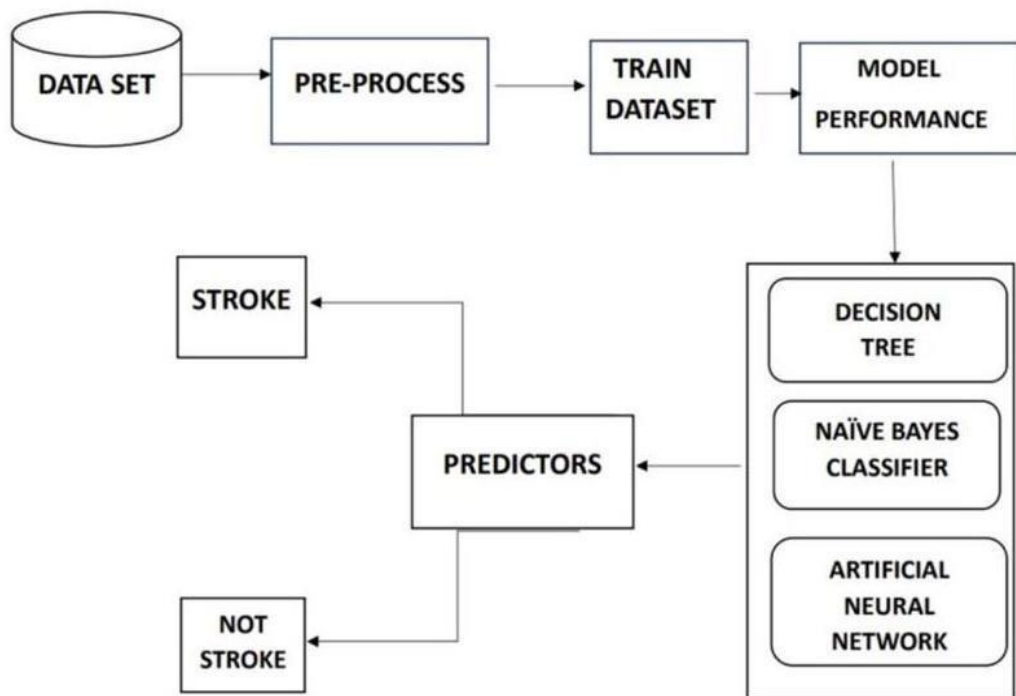 DATA SET
PRE-PROCESS
TRAIN
DATASET
MODEL
PERFORMANCE
STROKE
DECISION
TREE
NAÏVE BAYES
CLASSIFIER
PREDICTORS
ARTIFICIAL
NEURAL
NETWORK
NOT
STROKE